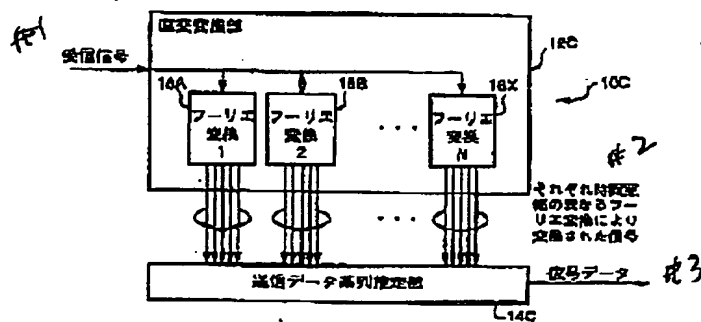 #1
直交変換部
受信信号
12C
10C
16A
16B
16X
フーリエ
変換
1
フーリエ
変換
2
...
フーリエ
変換
N
#2
それぞれ時間区
間の異なるフー
リエ変換により
変換された信号
...
送信データ系列推定部
復号データ
#3
14C